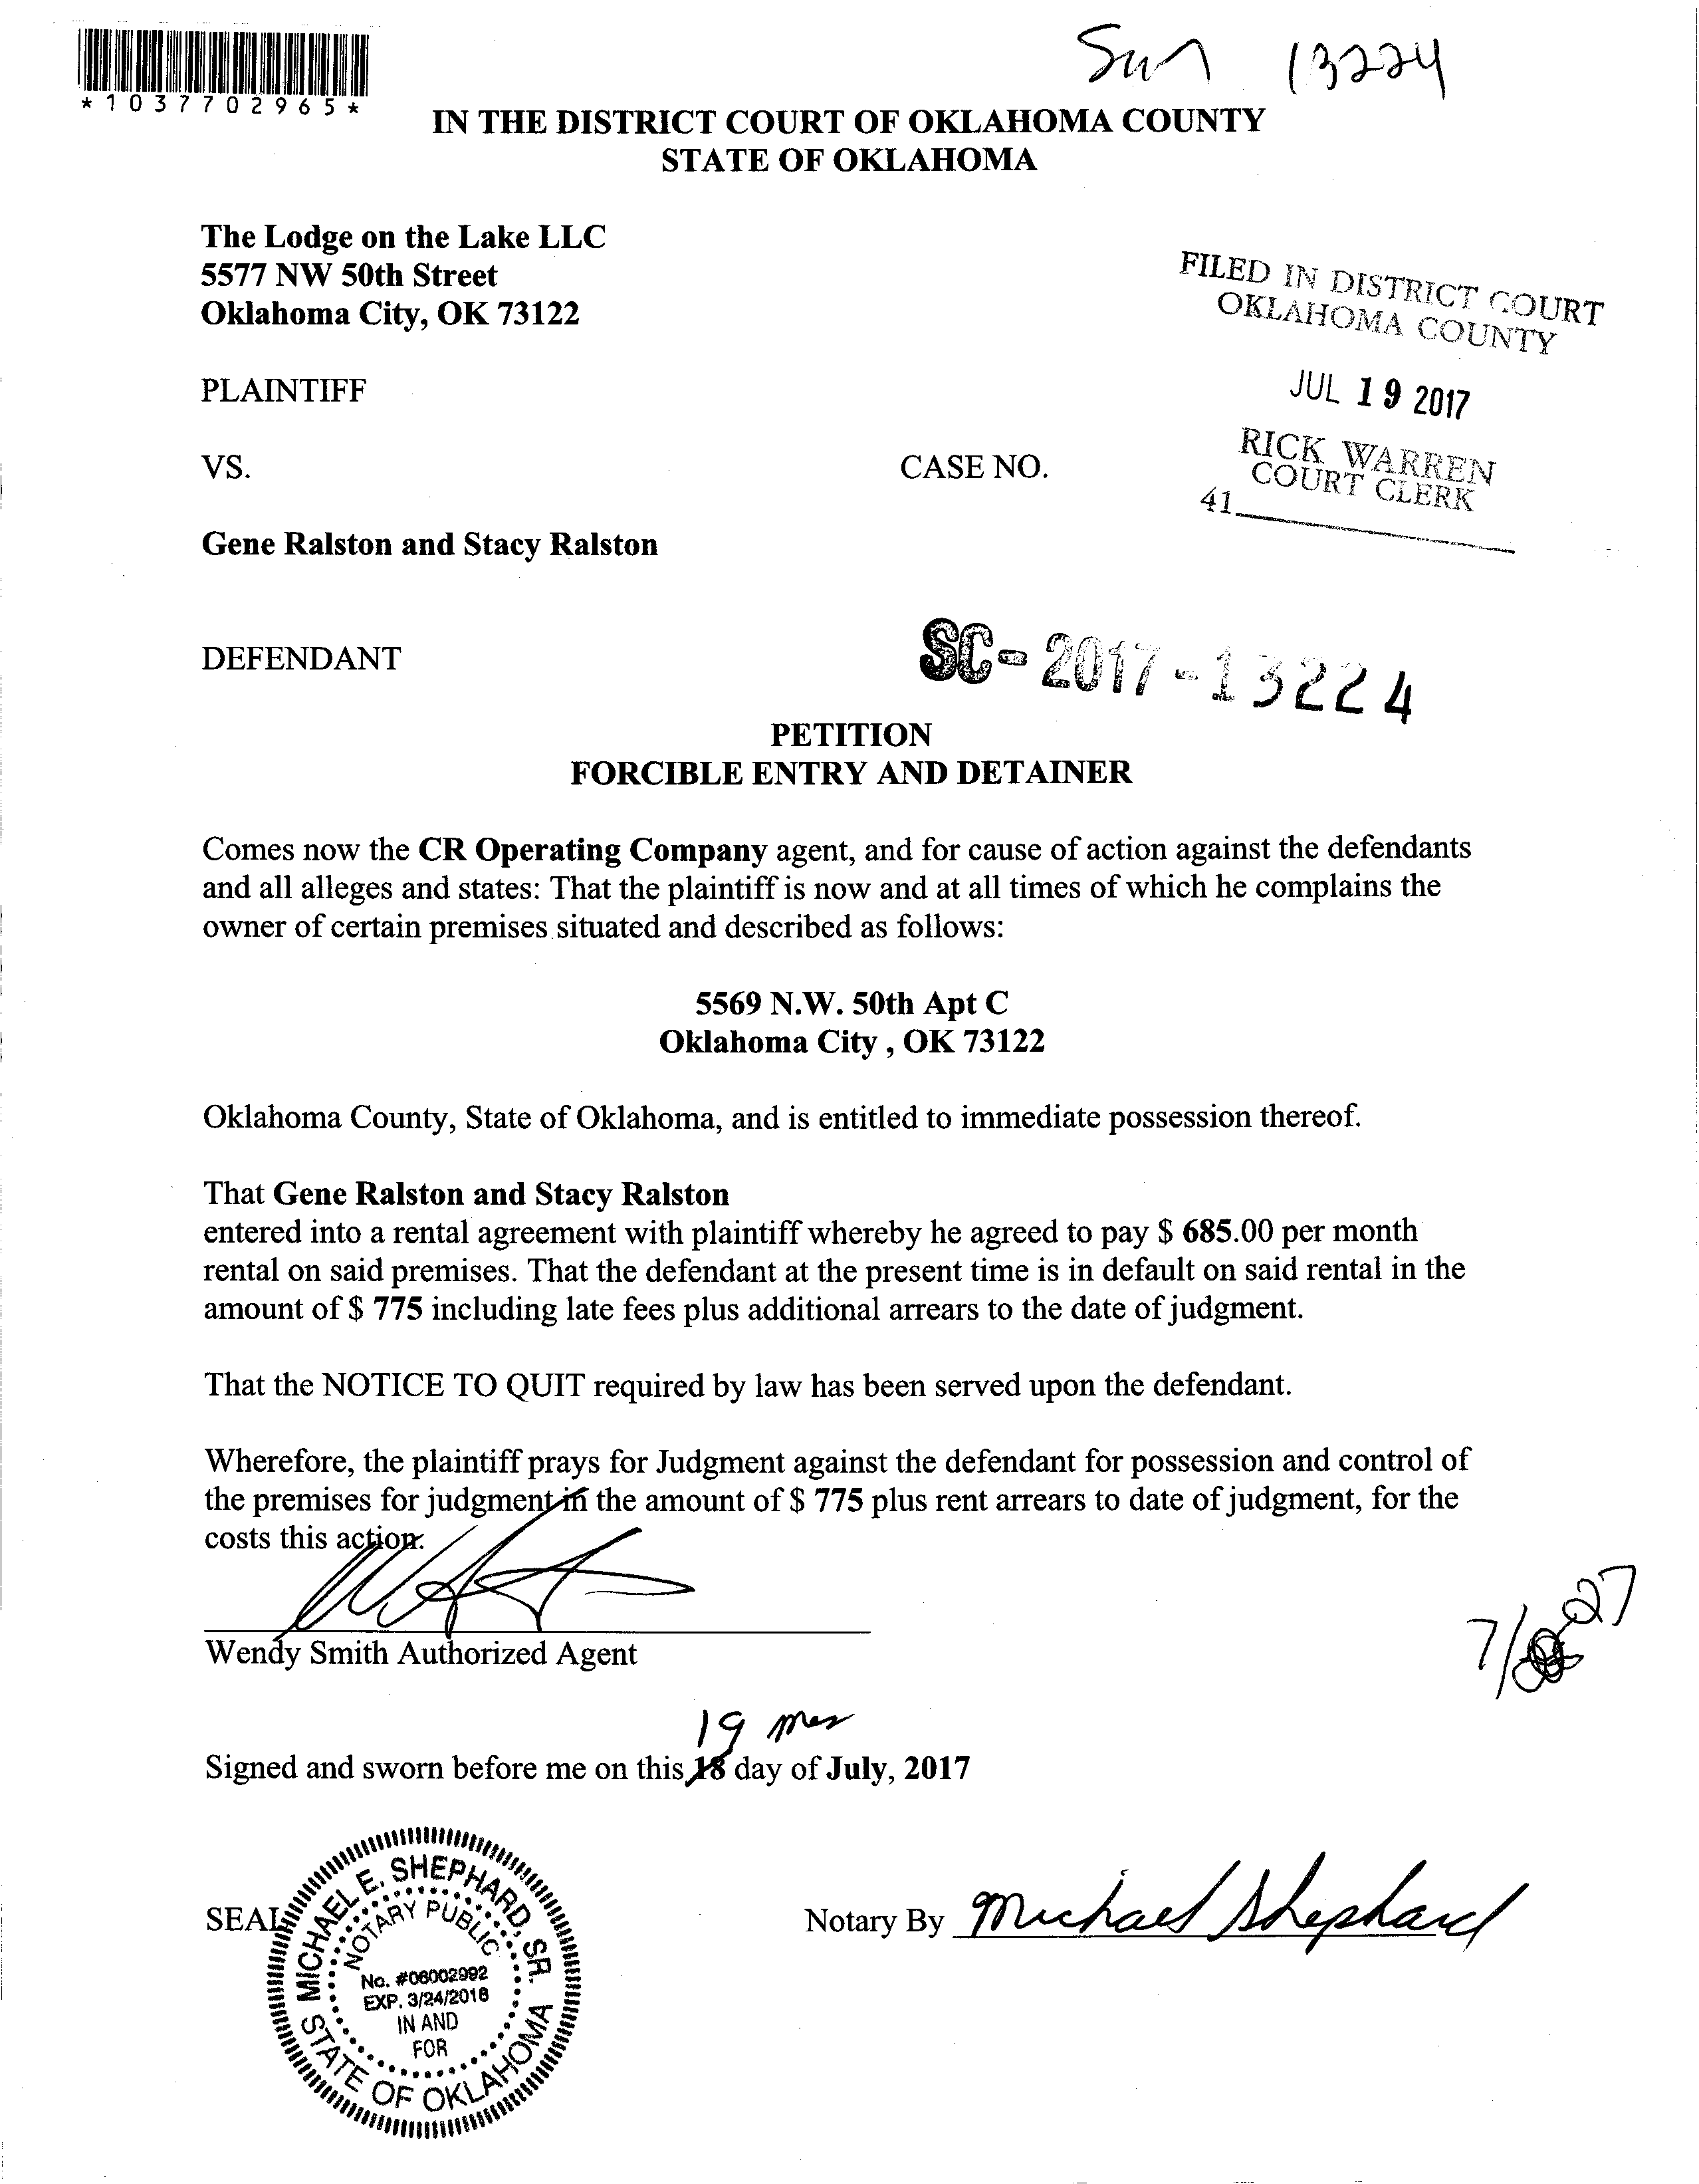 *1037702965*
13224
IN THE DISTRICT COURT OF OKLAHOMA COUNTY
STATE OF OKLAHOMA
The Lodge on the Lake LLC
5577 NW 50th Street
Oklahoma City, OK 73122
FILED IN DISTRICT COURT
OKLAHOMA COUNTY
PLAINTIFF
JUL 19 2017
VS.
CASE NO.
RICK WARREN
COURT CLERK
41
Gene Ralston and Stacy Ralston
DEFENDANT
SC-2017-13224
PETITION
FORCIBLE ENTRY AND DETAINER
Comes now the CR Operating Company agent, and for cause of action against the defendants
and all alleges and states: That the plaintiff is now and at all times of which he complains the
owner of certain premises situated and described as follows:
5569 N.W. 50th Apt C
Oklahoma City , OK 73122
Oklahoma County, State of Oklahoma, and is entitled to immediate possession thereof.
That Gene Ralston and Stacy Ralston
entered into a rental agreement with plaintiff whereby he agreed to pay $ 685.00 per month
rental on said premises. That the defendant at the present time is in default on said rental in the
amount of $ 775 including late fees plus additional arrears to the date of judgment.
That the NOTICE TO QUIT required by law has been served upon the defendant.
Wherefore, the plaintiff prays for Judgment against the defendant for possession and control of
the premises for judgment in the amount of $ 775 plus rent arrears to date of judgment, for the
costs this action.
7/ 27
Wendy Smith Authorized Agent
19 mes
Signed and sworn before me on this 18 day of July, 2017
SEAL
MICHAEL E. SHEPHARD, SR.
NOTARY PUBLIC
No. #06002992
EXP. 3/24/2018
IN AND
FOR
STATE OF OKLAHOMA
Notary By Michael Shephard